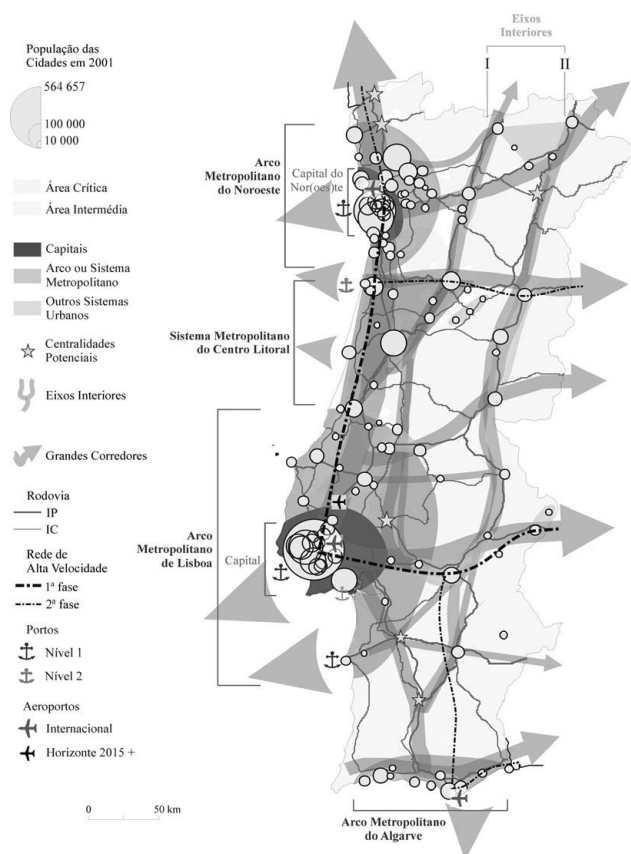 População das
Cidades em 2001
564 657
100 000
10 000
Área Crítica
Área Intermédia
Capitais
Arco ou Sistema
Metropolitano
Outros Sistemas
Urbanos
Centralidades
Potenciais
Eixos Interiores
Grandes Corredores
Rodovia
IP
IC
Rede de
Alta Velocidade
1ª fase
2ª fase
Portos
Nível 1
Nível 2
Aeroportos
Internacional
Horizonte 2015 +
0 50 km
Eixos
Interiores
I II
Arco
Metropolitano
do Noroeste
Capital do
Nor(oes)te
Sistema Metropolitano
do Centro Litoral
Arco
Metropolitano
de Lisboa
Capital
Arco Metropolitano
do Algarve